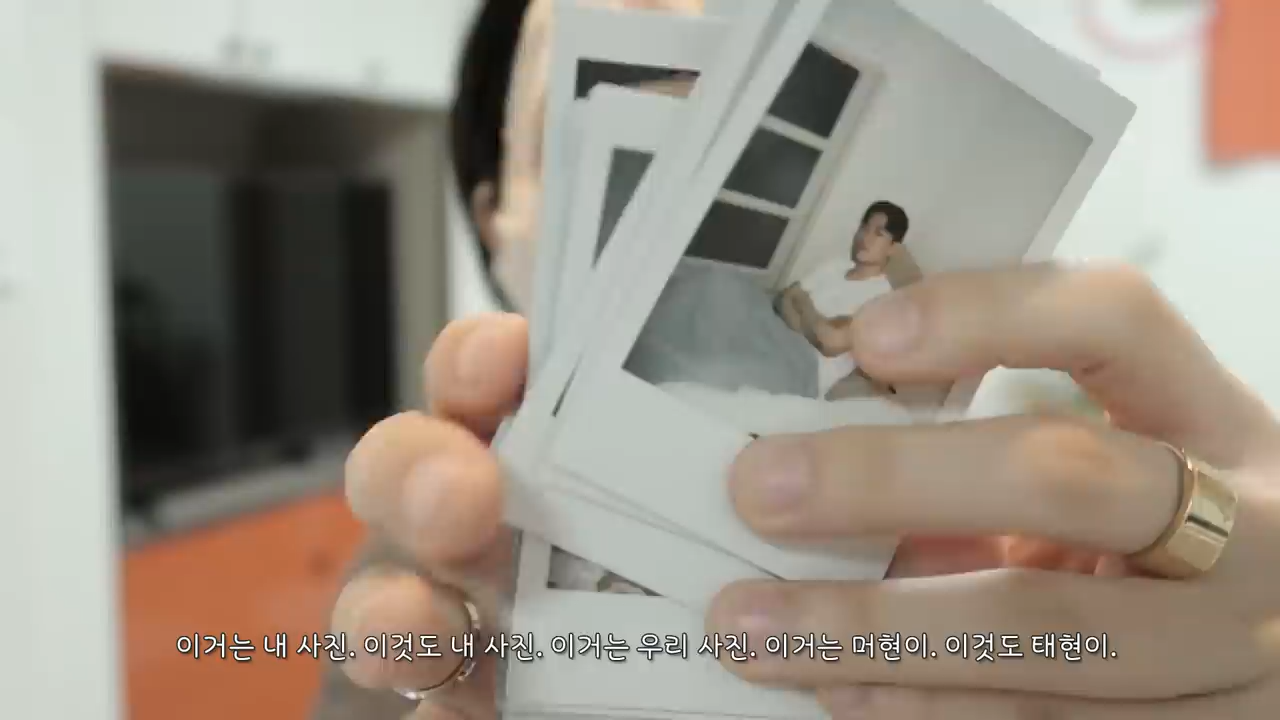 이거는 내 사진. 이것도 내 사진. 이거는 우리 사진. 이거는 머현이. 이것도 태현이.